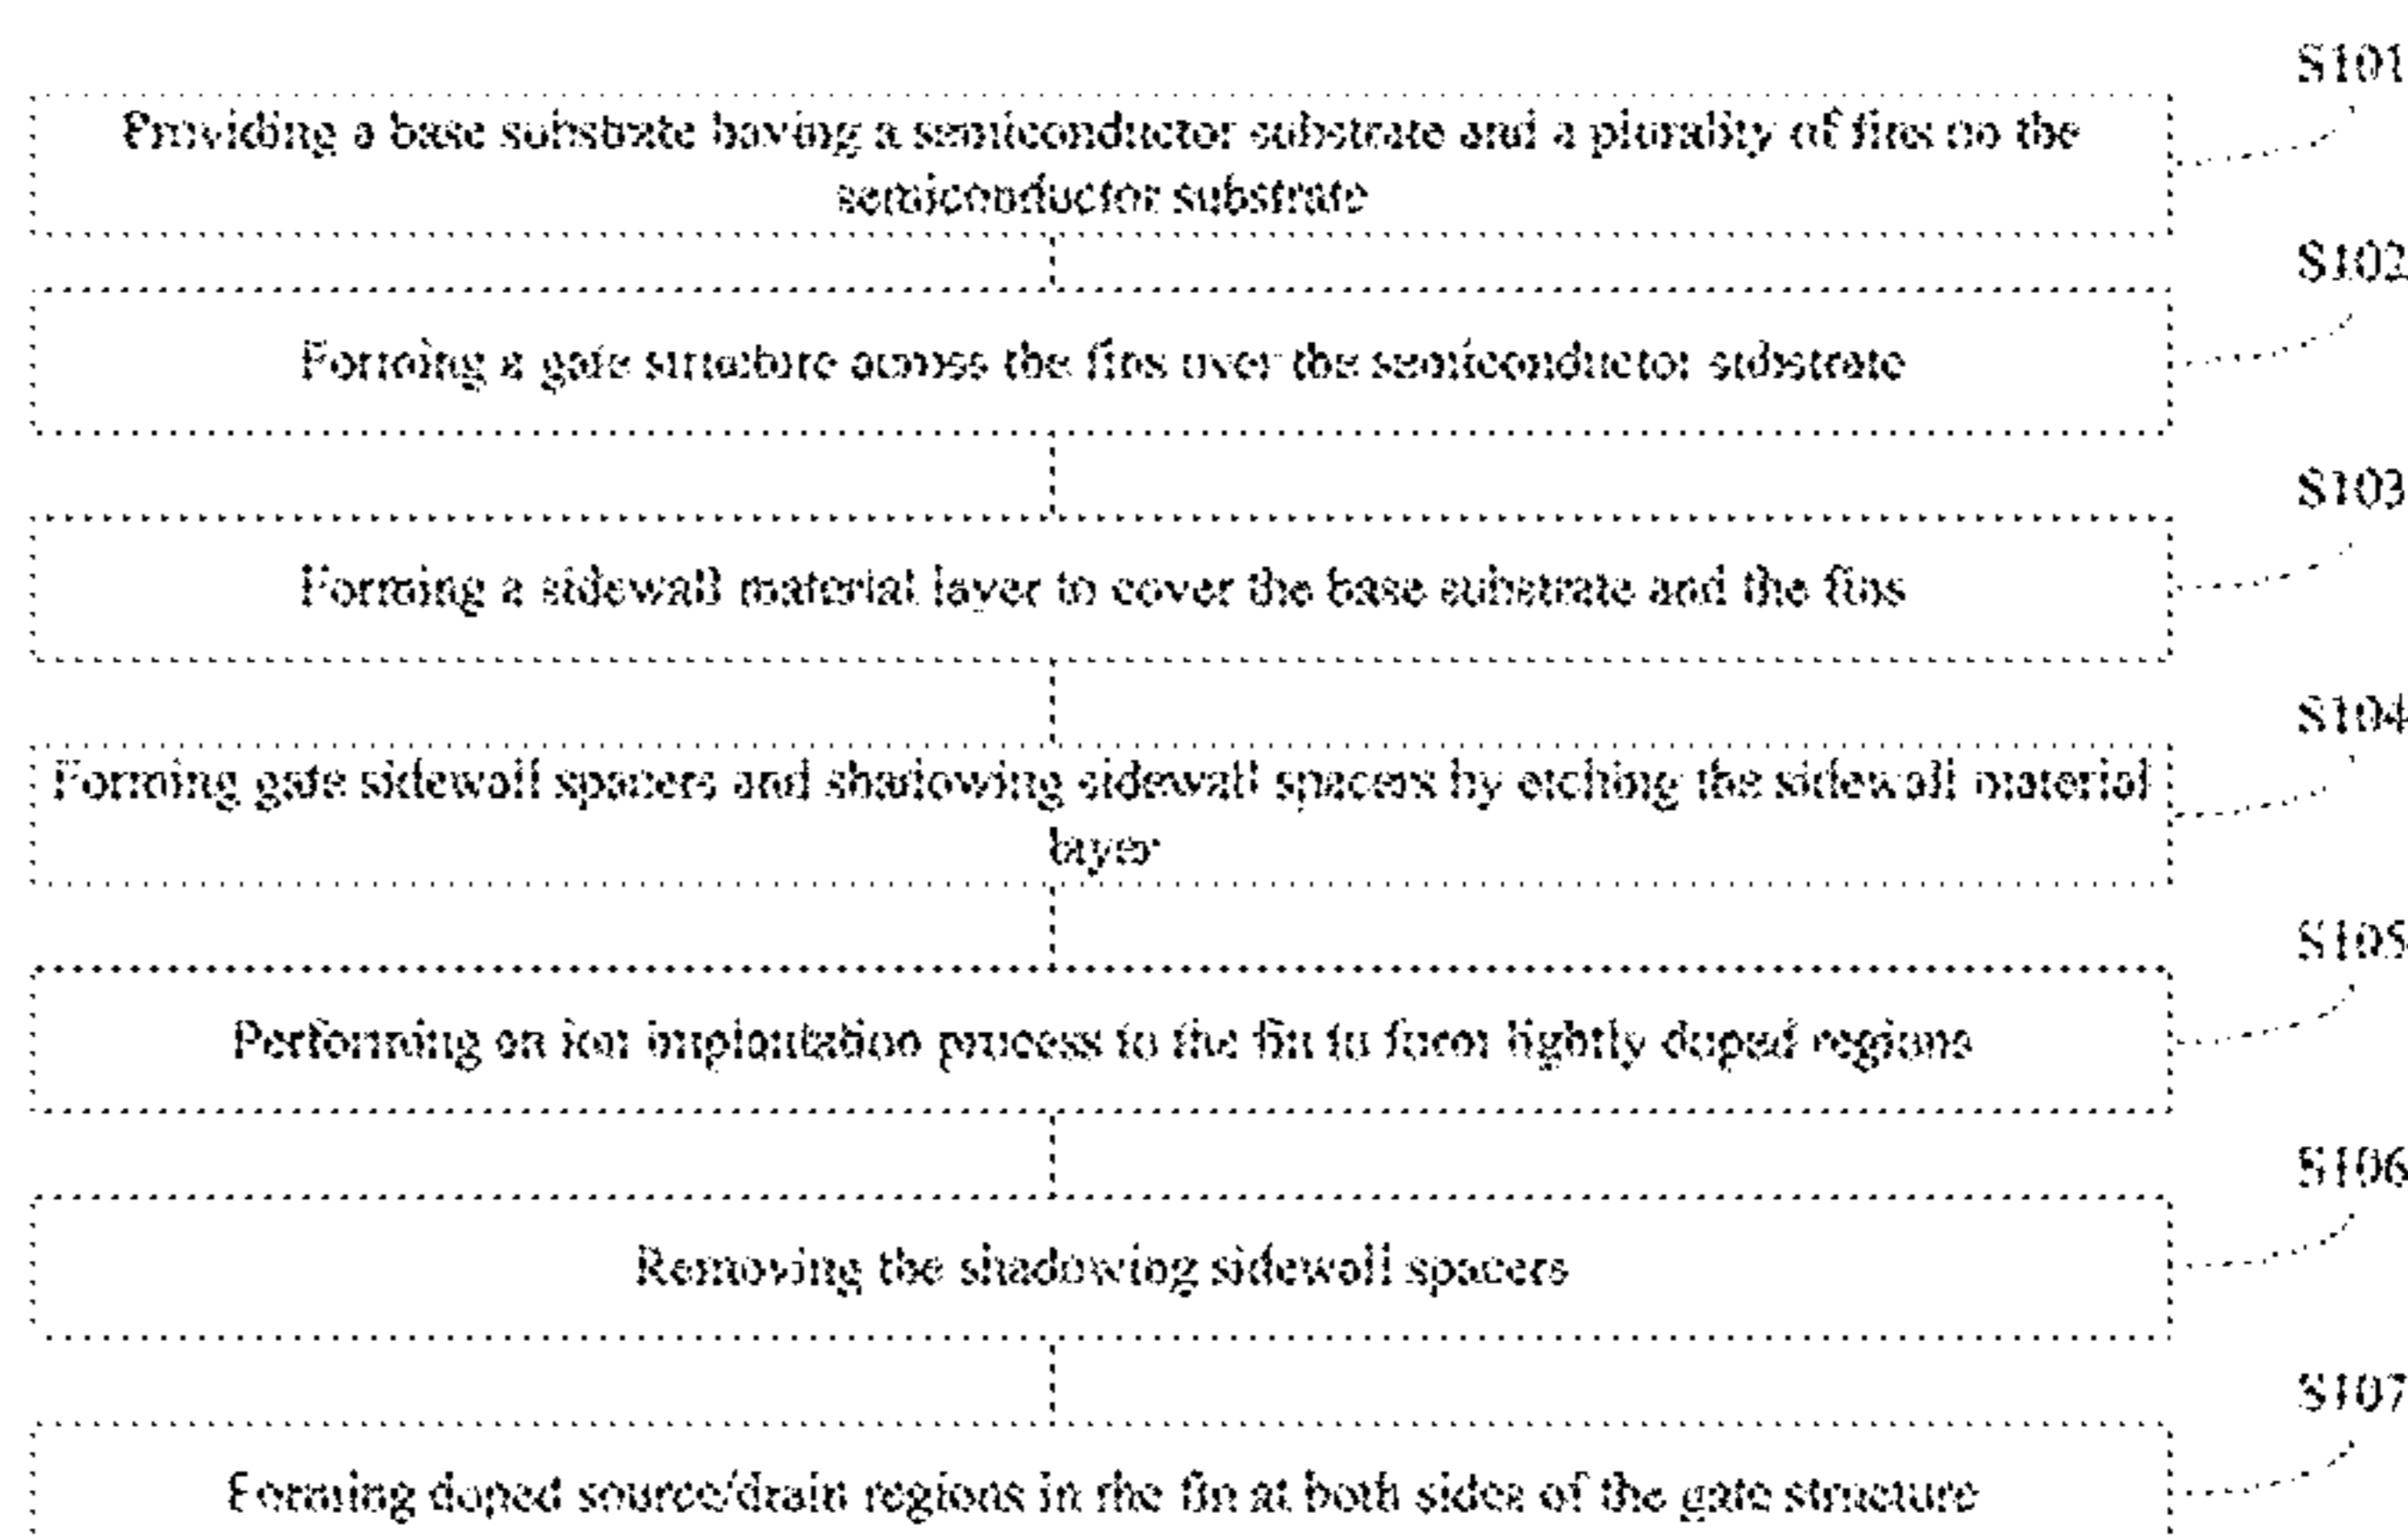 S101
Providing a base substrate having a semiconductor substrate and a plurality of fins on the
semiconductor substrate
S102
Forming a gate structure across the fins over the semiconductor substrate
S103
Forming a sidewall material layer to cover the base substrate and the fins
S104
Forming gate sidewall spacers and shadowing sidewall spacers by etching the sidewall material
layer
S105
Performing an ion implantation process to the fin to form lightly doped regions
S106
Removing the shadowing sidewall spacers
S107
Forming doped source/drain regions in the fin at both sides of the gate structure